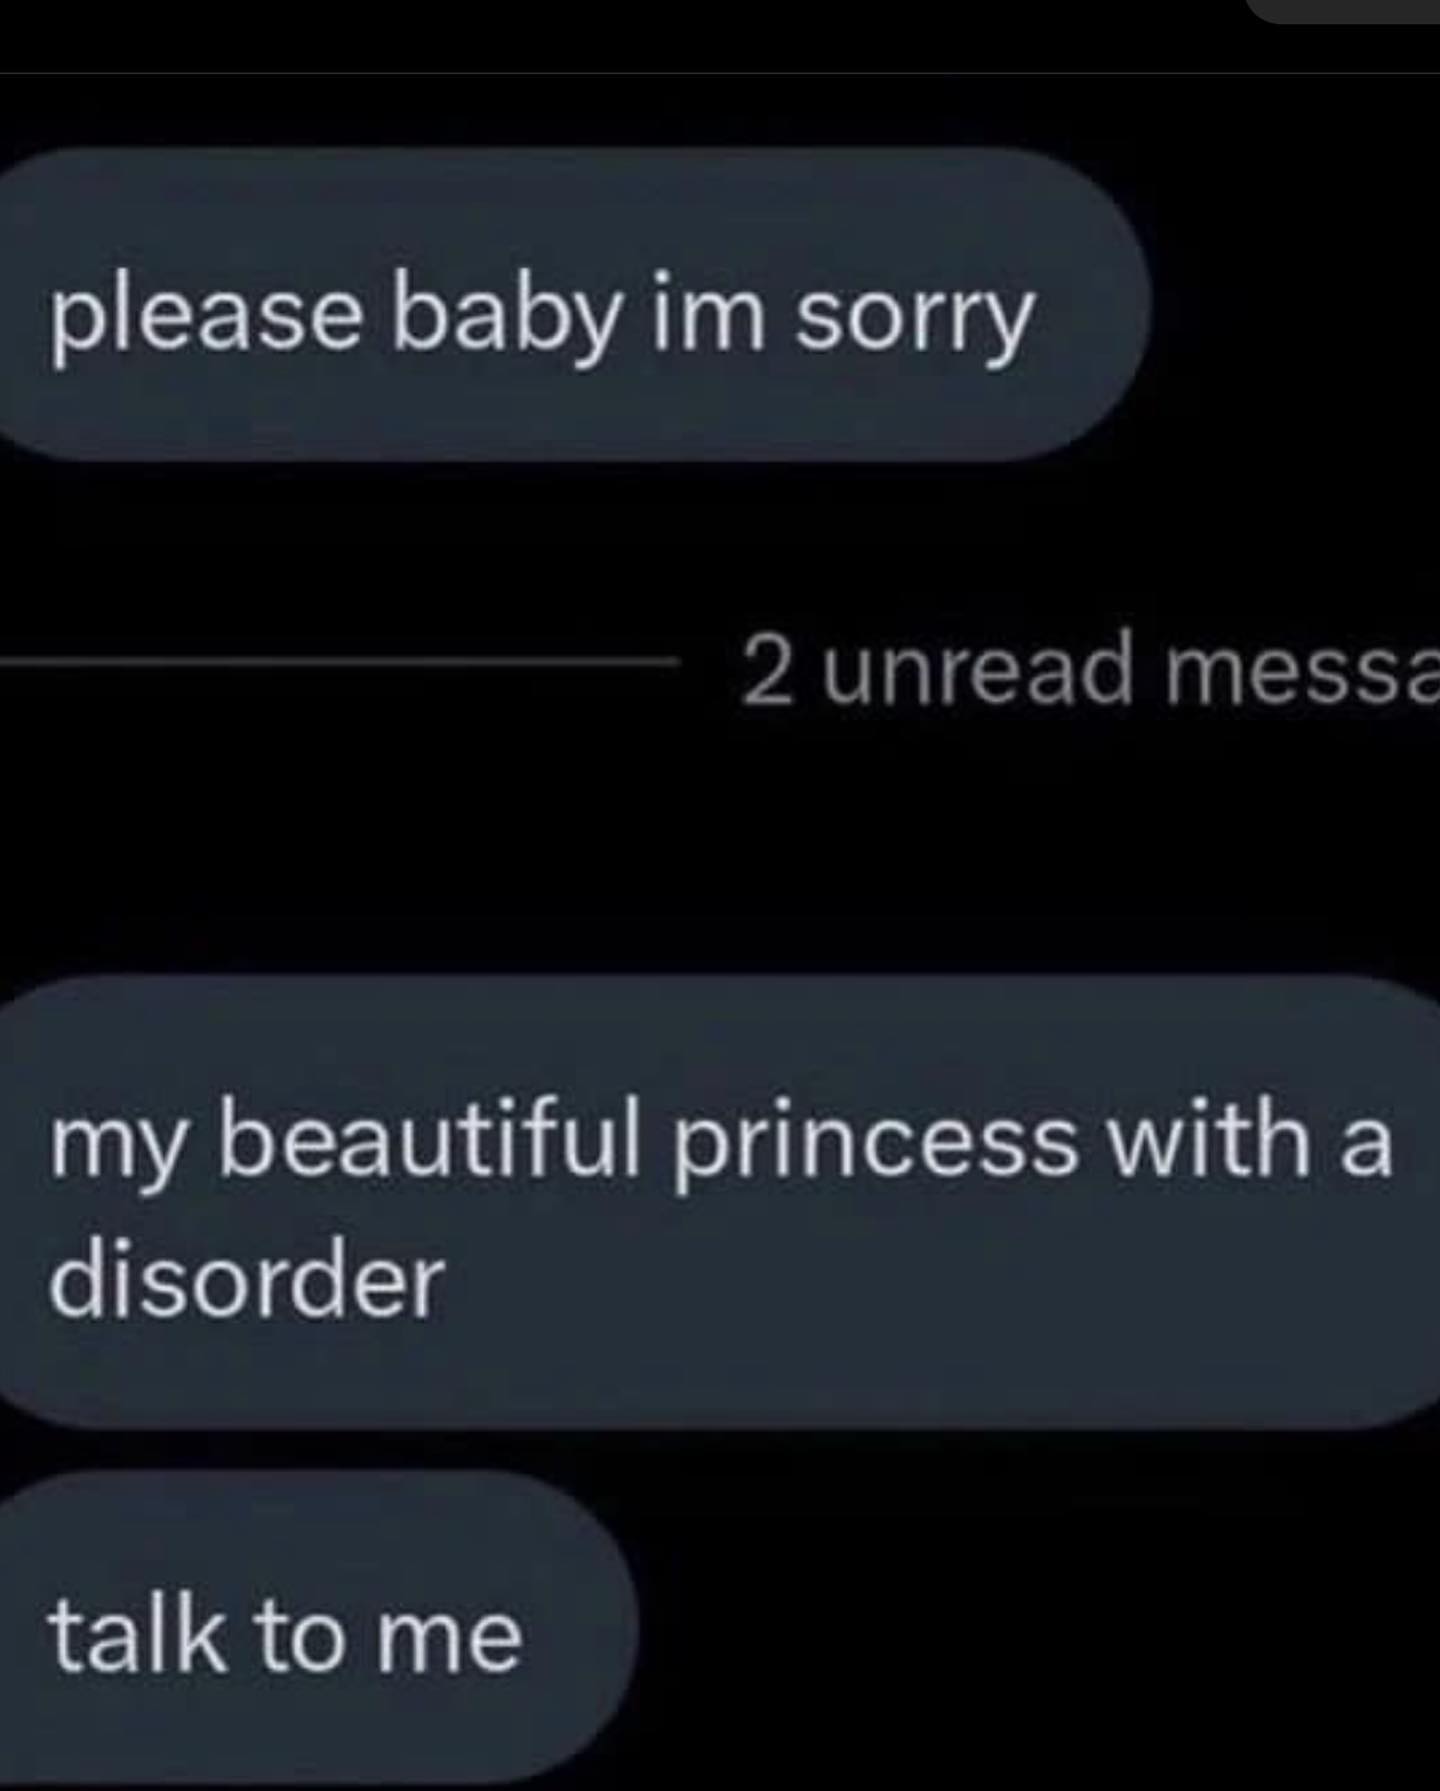 please baby im sorry
2 unread messa
my beautiful princess with a
disorder
talk to me